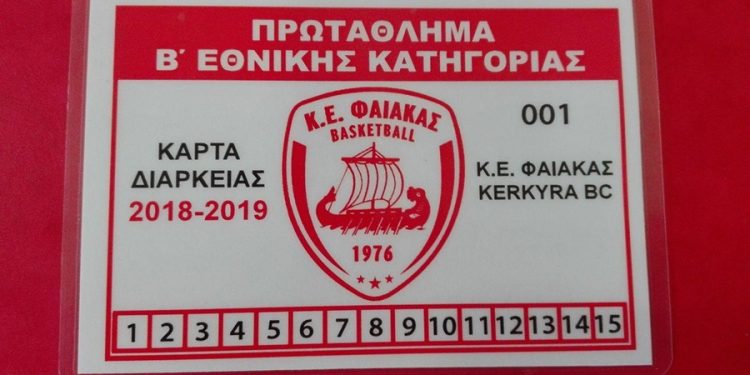 ΠΡΩΤΑΘΛΗΜΑ
Β΄ ΕΘΝΙΚΗΣ ΚΑΤΗΓΟΡΙΑΣ
ΚΑΡΤΑ
ΔΙΑΡΚΕΙΑΣ
2018-2019
Κ.Ε. ΦΑΙΑΚΑΣ
BASKETBALL
1976
001
Κ.Ε. ΦΑΙΑΚΑΣ
KERKYRA BC
1 2 3 4 5 6 7 8 9 10 11 12 13 14 15